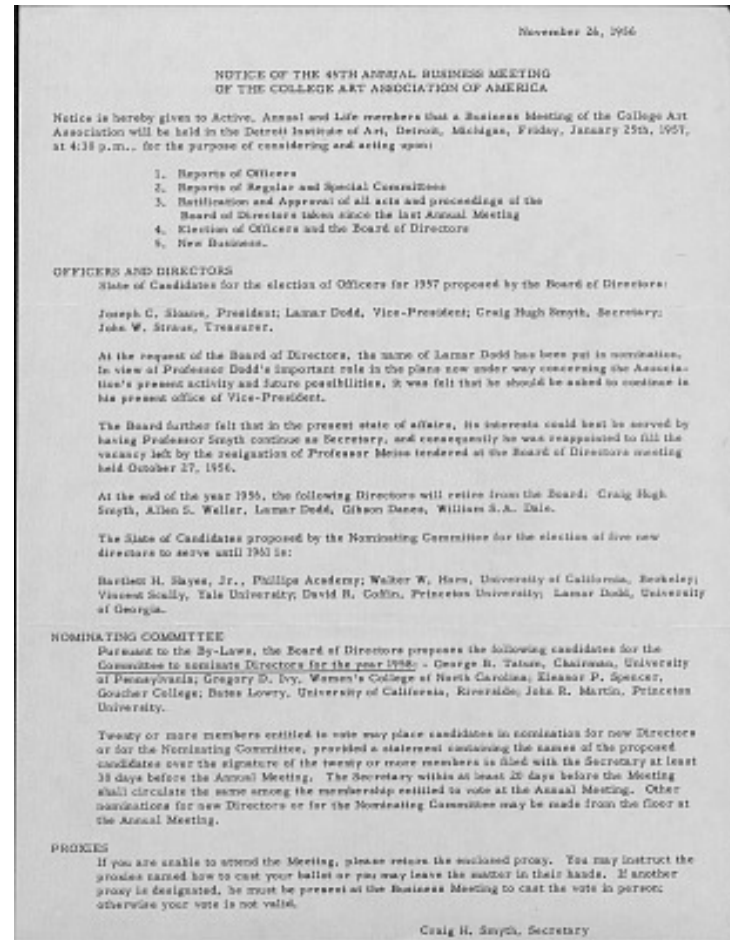 November 26, 1956
NOTICE OF THE 45TH ANNUAL BUSINESS MEETING
OF THE COLLEGE ART ASSOCIATION OF AMERICA
Notice is hereby given to Active, Annual and Life members that a Business Meeting of the College Art
Association will be held in the Detroit Institute of Art, Detroit, Michigan, Friday, January 25th, 1957,
at 4:30 p.m., for the purpose of considering and acting upon:
1. Reports of Officers
2. Reports of Regular and Special Committees
3. Ratification and Approval of all acts and proceedings of the
Board of Directors taken since the last Annual Meeting
4. Election of Officers and the Board of Directors
5. New Business.
OFFICERS AND DIRECTORS
Slate of Candidates for the election of Officers for 1957 proposed by the Board of Directors:
Joseph C. Sloane, President; Lamar Dodd, Vice-President; Craig Hugh Smyth, Secretary;
John W. Straus, Treasurer.
At the request of the Board of Directors, the name of Lamar Dodd has been put in nomination.
In view of Professor Dodd's important role in the plans now under way concerning the Associa-
tion's present activity and future possibilities, it was felt that he should be asked to continue in
his present office of Vice-President.
The Board further felt that in the present state of affairs, its interests could best be served by
having Professor Smyth continue as Secretary, and consequently he was reappointed to fill the
vacancy left by the resignation of Professor Meiss tendered at the Board of Directors meeting
held October 27, 1956.
At the end of the year 1956, the following Directors will retire from the Board: Craig Hugh
Smyth, Allen S. Weller, Lamar Dodd, Gibson Danes, William S.A. Dale.
The Slate of Candidates proposed by the Nominating Committee for the election of five new
directors to serve until 1961 is:
Bartlett H. Hayes, Jr., Phillips Academy; Walter W. Horn, University of California, Berkeley;
Vincent Scully, Yale University; David R. Coffin, Princeton University; Lamar Dodd, University
of Georgia.
NOMINATING COMMITTEE
Pursuant to the By-Laws, the Board of Directors proposes the following candidates for the
Committee to nominate Directors for the year 1958: - George B. Tatum, Chairman, University
of Pennsylvania; Gregory D. Ivy, Women's College of North Carolina; Eleanor P. Spencer,
Goucher College; Bates Lowry, University of California, Riverside; John R. Martin, Princeton
University.
Twenty or more members entitled to vote may place candidates in nomination for new Directors
or for the Nominating Committee, provided a statement containing the names of the proposed
candidates over the signature of the twenty or more members is filed with the Secretary at least
30 days before the Annual Meeting. The Secretary within at least 20 days before the Meeting
shall circulate the same among the membership entitled to vote at the Annual Meeting. Other
nominations for new Directors or for the Nominating Committee may be made from the floor at
the Annual Meeting.
PROXIES
If you are unable to attend the Meeting, please return the enclosed proxy. You may instruct the
proxies named how to cast your ballot or you may leave the matter in their hands. If another
proxy is designated, he must be present at the Business Meeting to cast the vote in person;
otherwise your vote is not valid.
Craig H. Smyth, Secretary